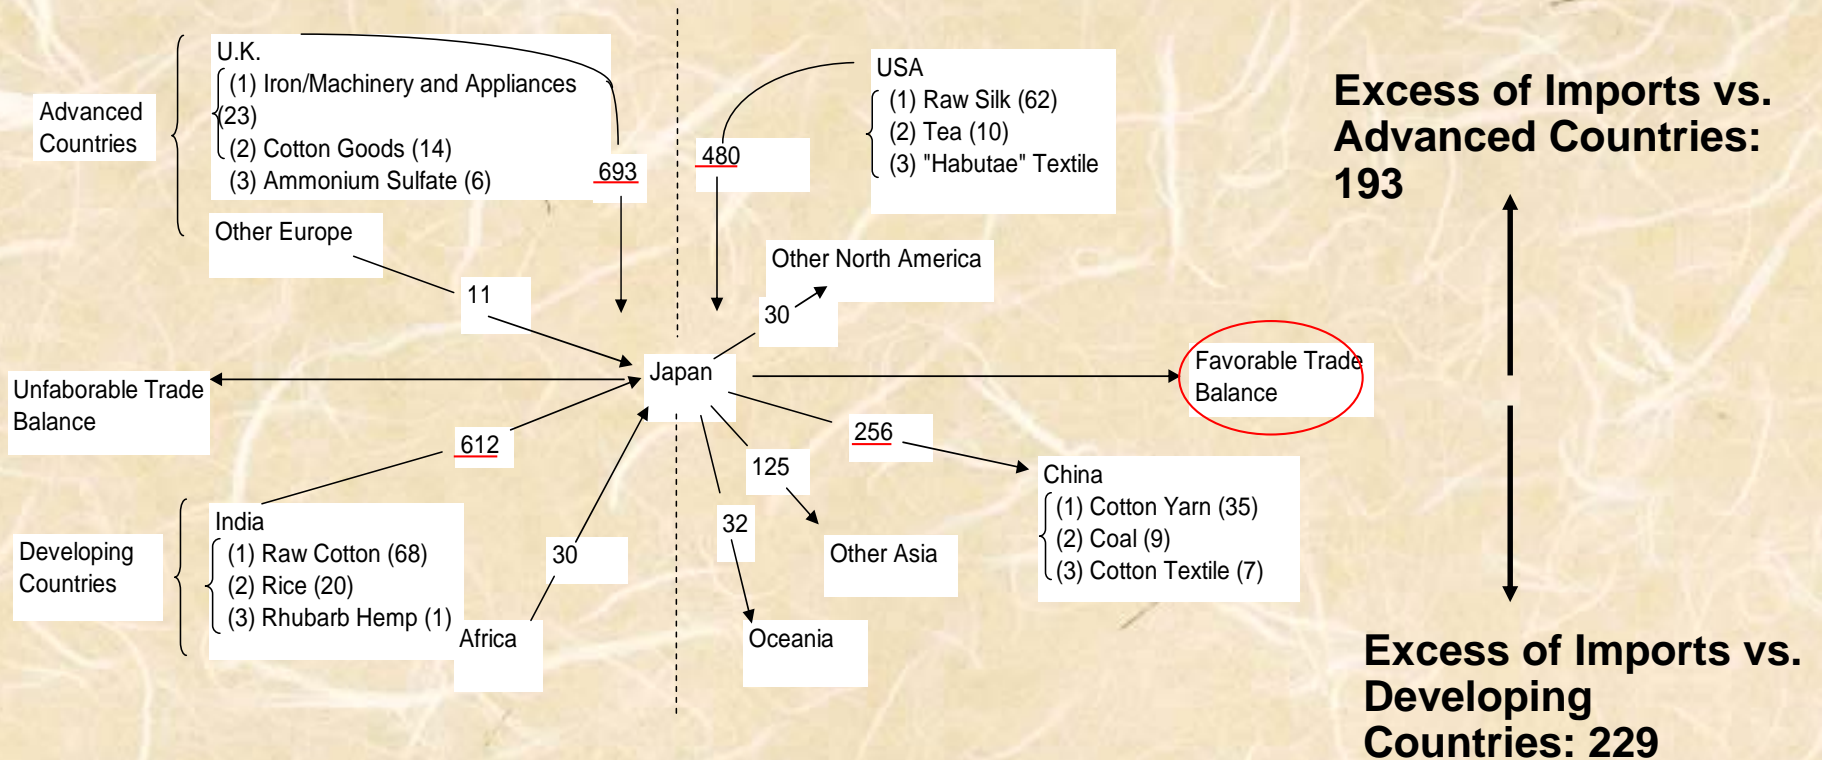 Advanced
Countries
U.K.
(1) Iron/Machinery and Appliances
(23)
(2) Cotton Goods (14)
(3) Ammonium Sulfate (6)
693
Other Europe
11
480
USA
(1) Raw Silk (62)
(2) Tea (10)
(3) "Habutae" Textile
Other North America
30
Excess of Imports vs.
Advanced Countries:
193
Unfaborable Trade
Balance
Japan
Favorable Trade
Balance
612
Developing
Countries
India
(1) Raw Cotton (68)
(2) Rice (20)
(3) Rhubarb Hemp (1)
30
Africa
32
Oceania
125
Other Asia
256
China
(1) Cotton Yarn (35)
(2) Coal (9)
(3) Cotton Textile (7)
Excess of Imports vs.
Developing
Countries: 229